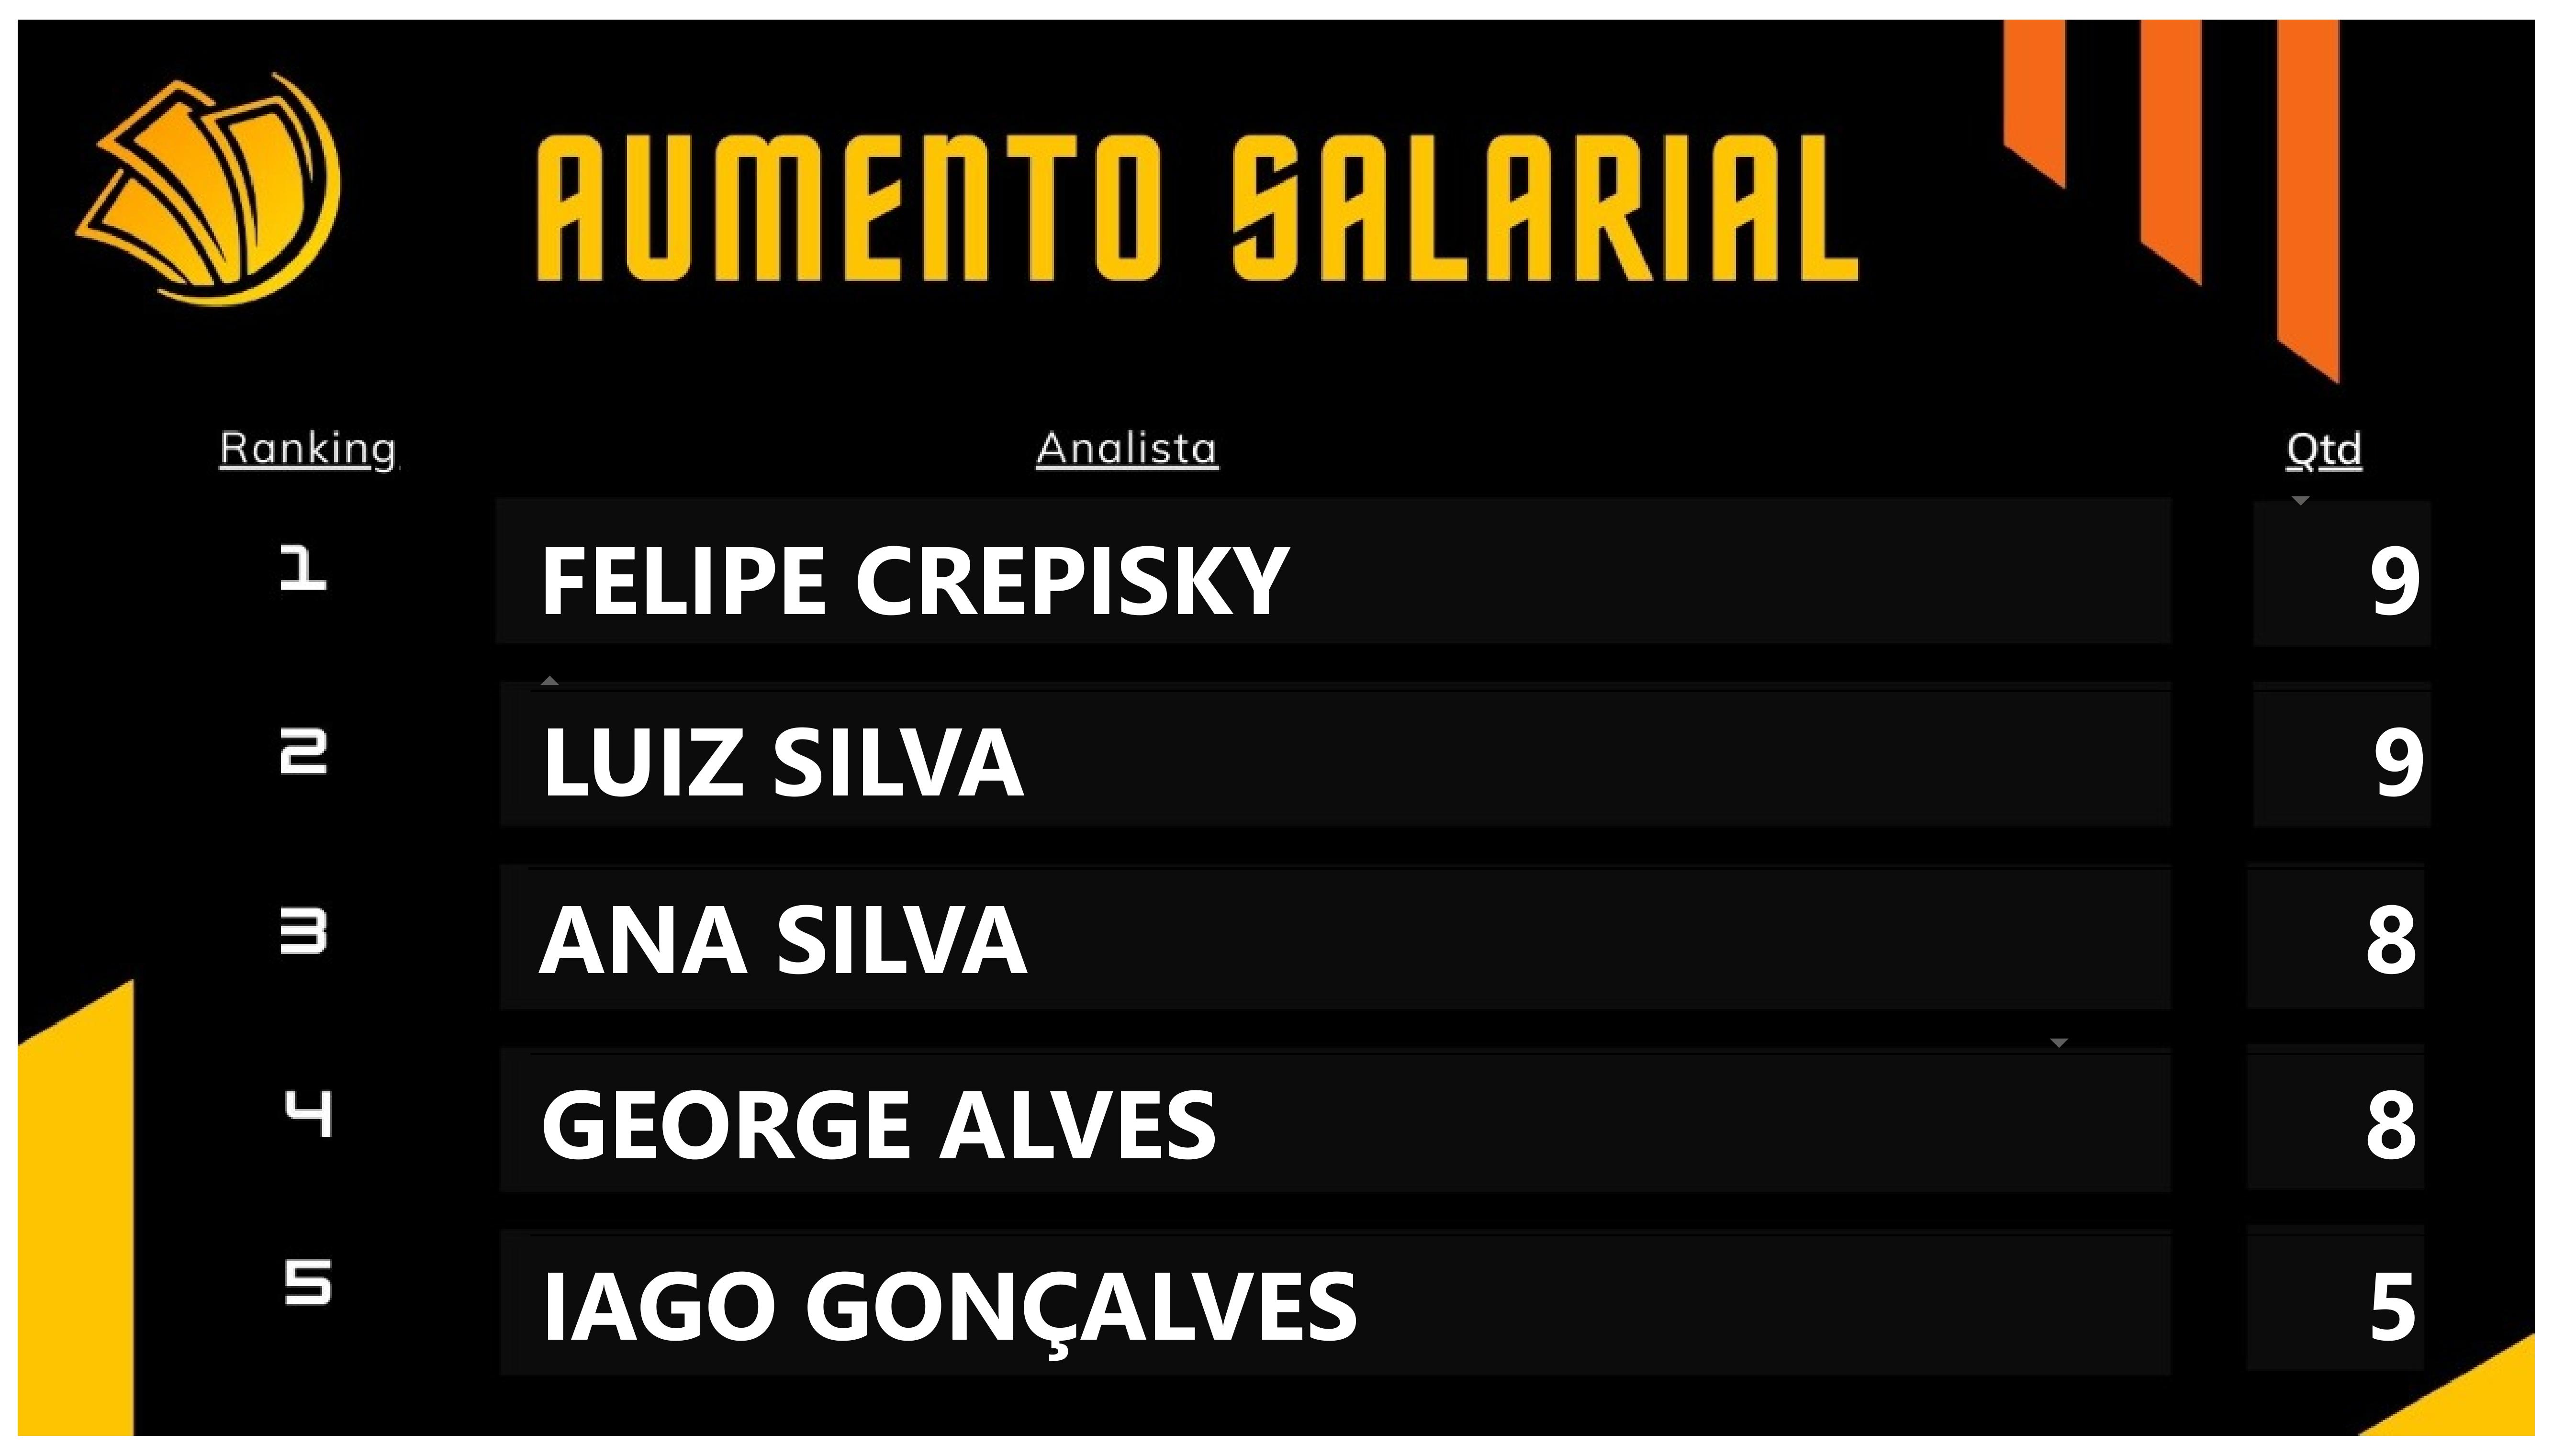 AUMENTO SALARIAL
Ranking Analista Qtd
1 FELIPE CREPISKY 9
2 LUIZ SILVA 9
3 ANA SILVA 8
4 GEORGE ALVES 8
5 IAGO GONÇALVES 5